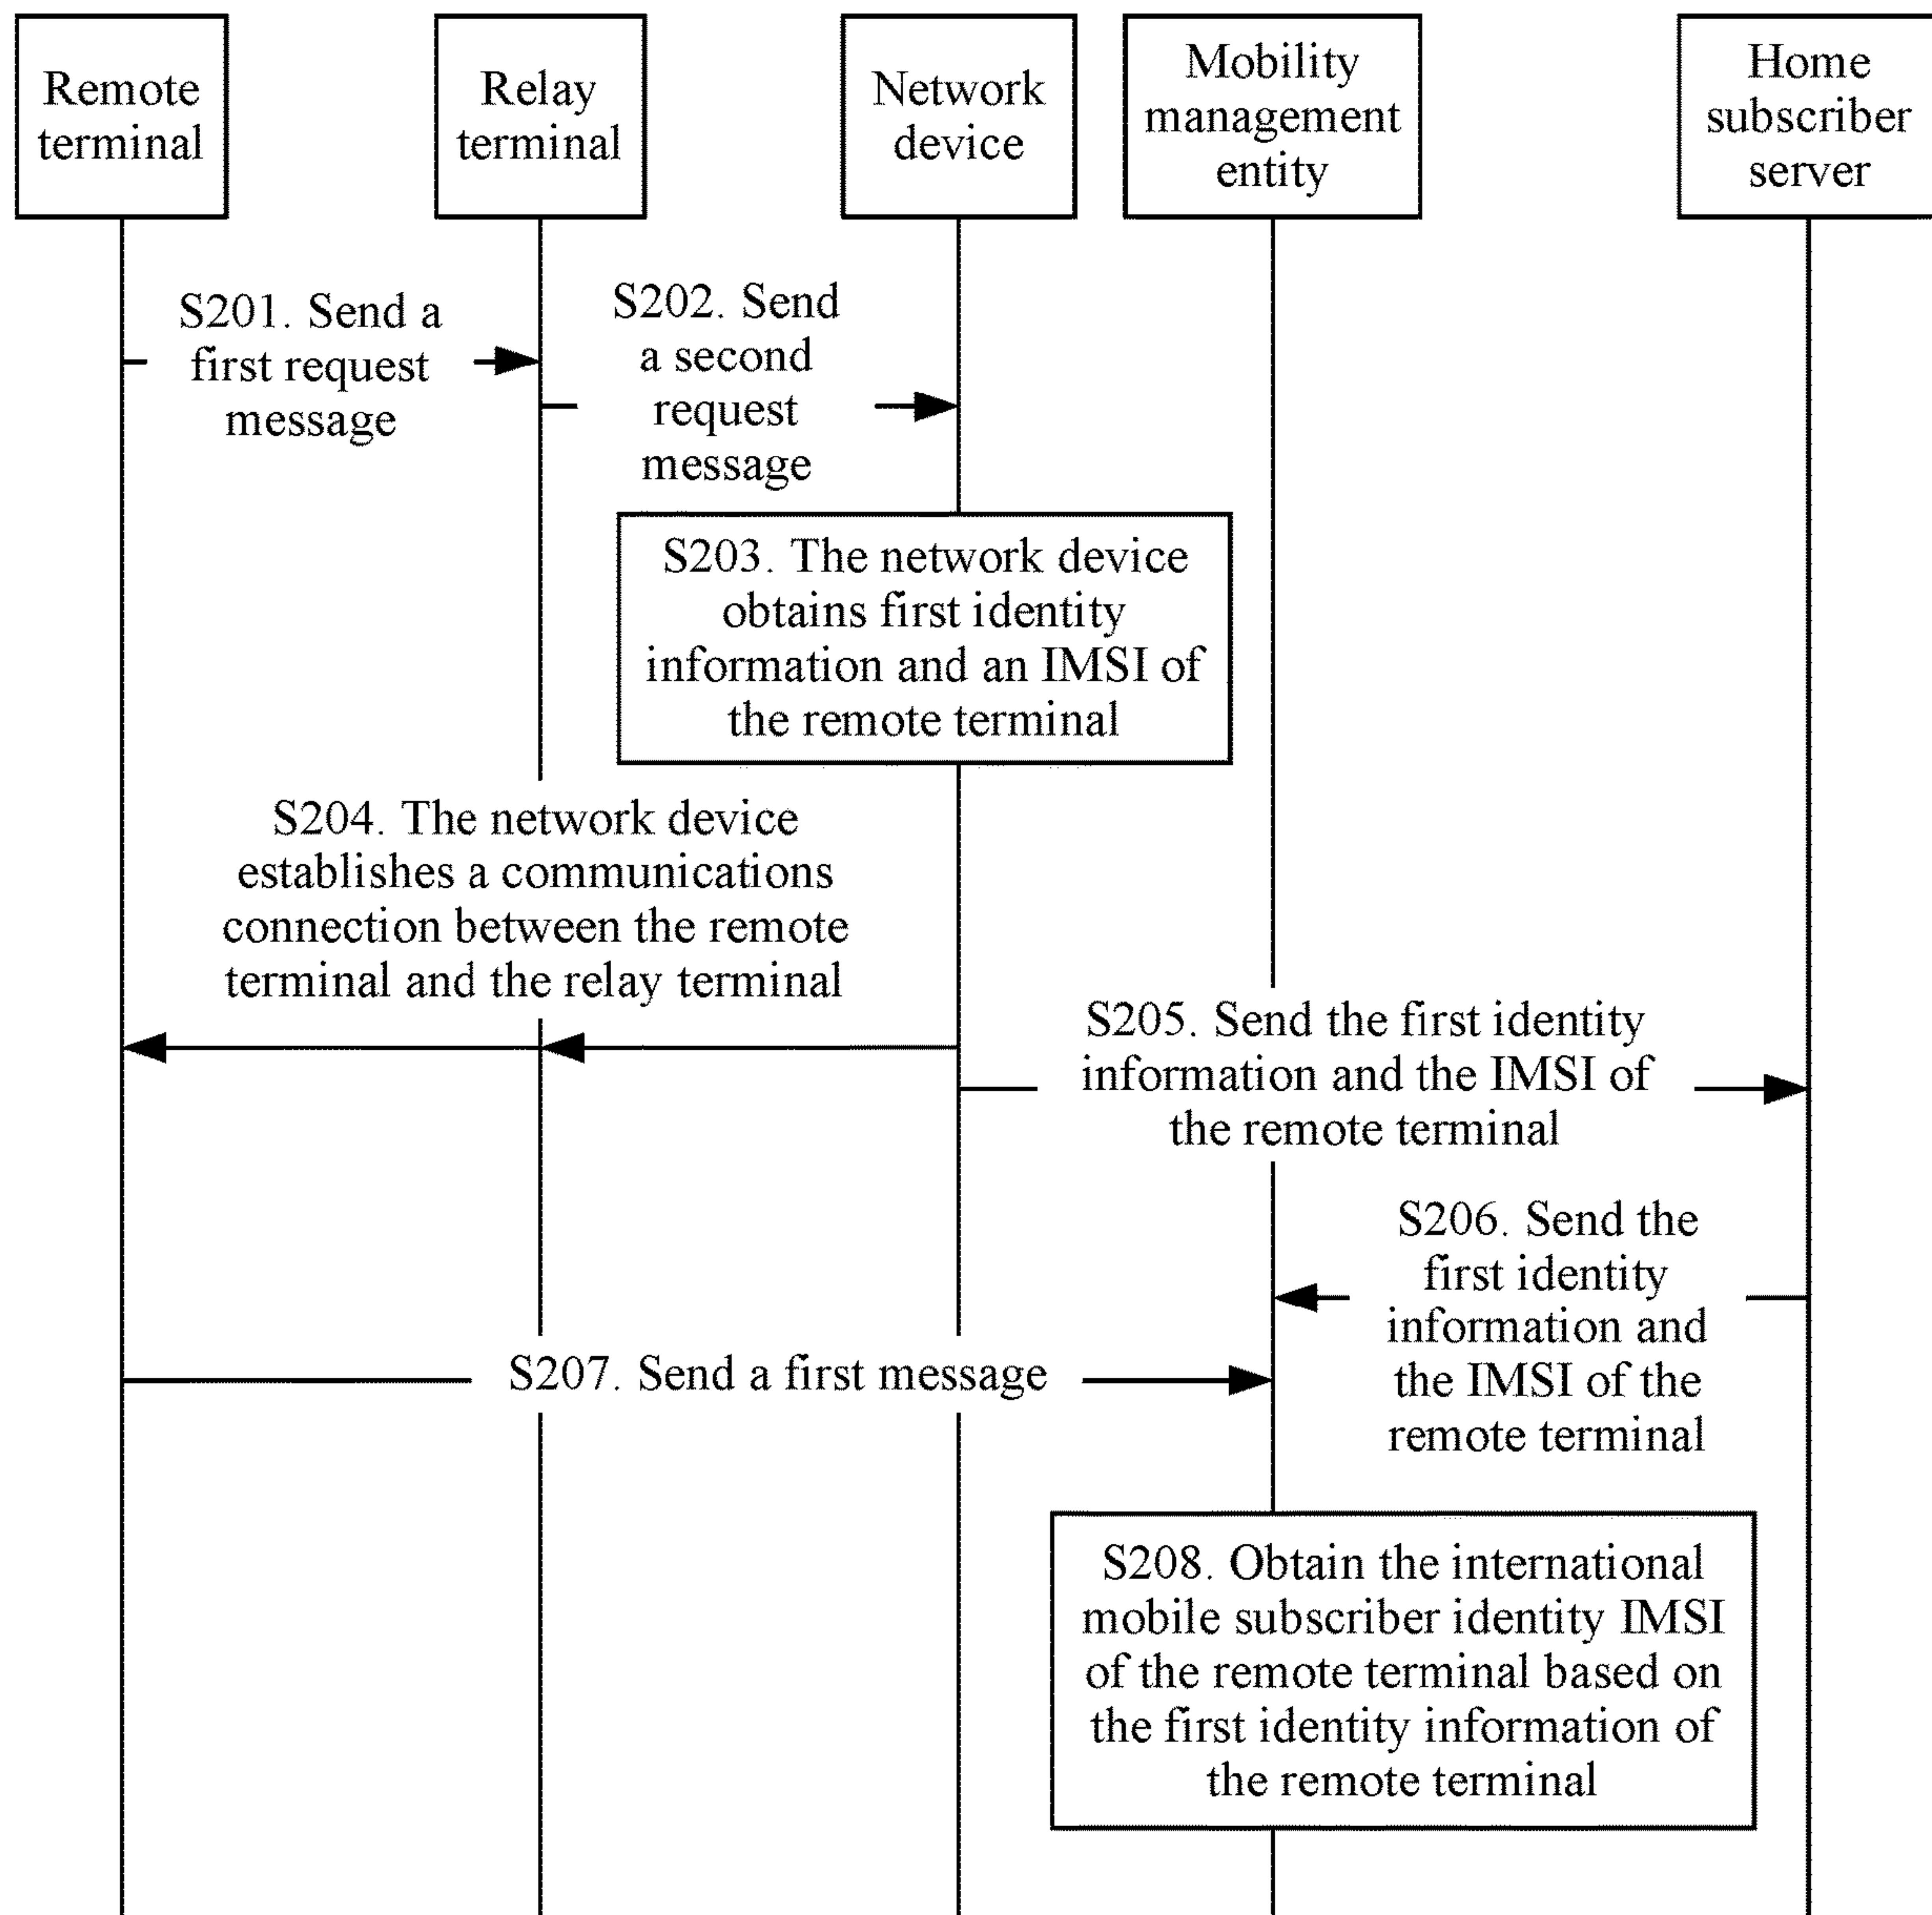 Remote
terminal
Relay
terminal
Network
device
Mobility
management
entity
Home
subscriber
server
S201. Send a
first request
message
S202. Send
a second
request
message
S203. The network device
obtains first identity
information and an IMSI of
the remote terminal
S204. The network device
establishes a communications
connection between the remote
terminal and the relay terminal
S205. Send the first identity
information and the IMSI of
the remote terminal
S206. Send the
first identity
information and
the IMSI of the
remote terminal
S207. Send a first message
S208. Obtain the international
mobile subscriber identity IMSI
of the remote terminal based on
the first identity information of
the remote terminal